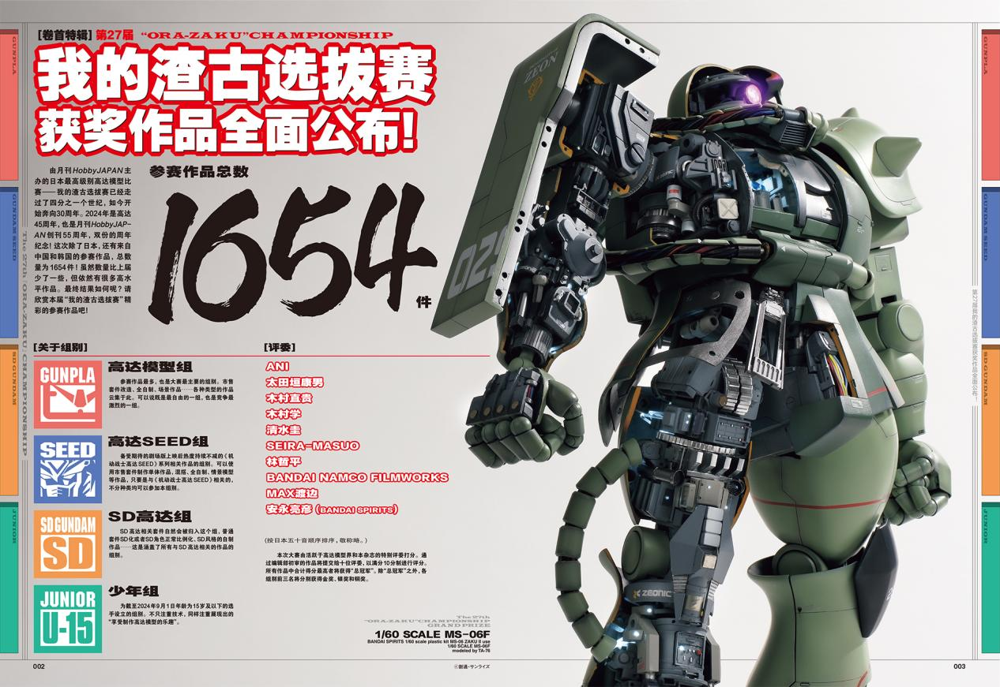 [卷首特辑] 第27届 “ORA-ZAKU”CHAMPIONSHIP
我的渣古选拔赛
获奖作品全面公布!
由月刊HobbyJAPAN主
办的日本最高级别高达模型比
赛——我的渣古选拔赛已经走
过了四分之一个世纪,如今开
始奔向30周年。2024年是高达
45周年,也是月刊HobbyJAP-
AN创刊55周年,双份的周年
纪念!这次除了日本,还有来自
中国和韩国的参赛作品,总数
量为1654件!虽然数量比上届
少了一些,但依然有很多高水
平作品。最终结果如何呢?请
欣赏本届“我的渣古选拔赛”精
彩的参赛作品吧!
参赛作品总数
1654
件
[关于组别]
GUNPLA
高达模型组
参赛作品最多,也是大赛最主要的组别。市售
套件改造、全自制、场景作品……各种类型的作品
云集于此。可以说既是最自由的一组,也是竞争最
激烈的一组。
SEED
高达SEED组
备受期待的剧场版上映后热度持续不减的《机
动战士高达SEED》系列相关作品的组别。可以使
用市售套件制作单体作品,混搭、全自制、情景模型
等作品,只要是与《机动战士高达SEED》相关的,
不分种类均可以参加本组别。
SD GUNDAM
SD
SD高达组
SD高达相关套件自然会被归入这个组,普通
套件SD化或者SD角色正常比例化、SD风格的自制
作品……这是涵盖了所有与SD高达相关的作品的
组别。
JUNIOR
U-15
少年组
为截至2024年9月1日年龄为15岁及以下的选
手设立的组别。不只注重技术,同样注重展现出的
“享受制作高达模型的乐趣”。
[评委]
ANI
太田垣康男
木村直贵
木村学
清水圭
SEIRA-MASUO
林哲平
BANDAI NAMCO FILMWORKS
MAX渡边
安永亮彦(BANDAI SPIRITS)
(按日本五十音顺序排序,敬称略。)
本次大赛由活跃于高达模型界和本杂志的特别评委打分。通
过编辑部初审的作品将提交给十位评委,以满分10分制进行评分。
所有作品中合计得分最高者将获得“总冠军”。除“总冠军”之外,各
组别前三名将分别获得金奖、银奖和铜奖。
The 27th
“ORA-ZAKU”CHAMPIONSHIP
GRAND PRIZE
1/60 SCALE MS-06F
BANDAI SPIRITS 1/60 scale plastic kit MS-06 ZAKU II use
1/60 SCALE MS-06F
modeled by TA-76
©創通・サンライズ
002
003
GUNPLA
GUNDAM SEED
SD GUNDAM
JUNIOR
The 27th “ORA-ZAKU” CHAMPIONSHIP
第27届我的渣古选拔赛获奖作品全面公布!
GUNPLA
GUNDAM SEED
SD GUNDAM
JUNIOR
ZEON
029
ZEONIC